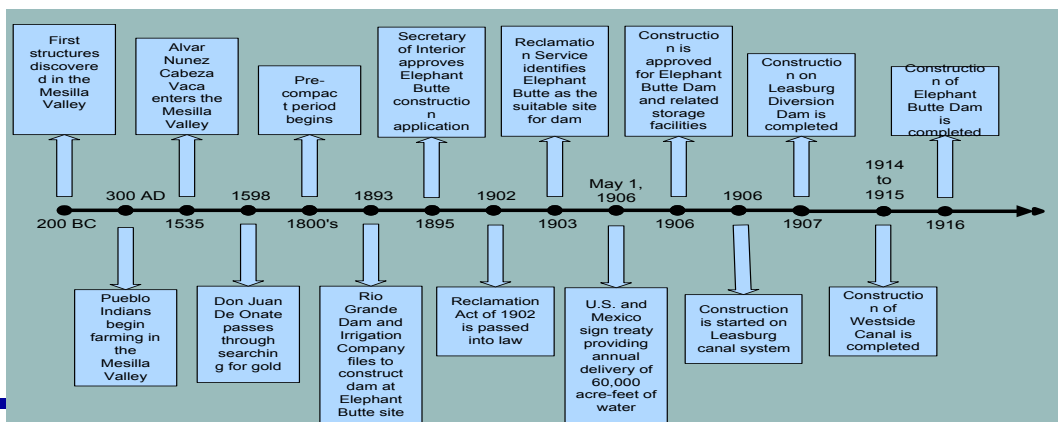 First
structures
discovere
d in the
Mesilla
Valley
Alvar
Nunez
Cabeza
Vaca
enters the
Mesilla
Valley
Pre-
compac
t period
begins
Secretary
of Interior
approves
Elephant
Butte
constructio
n
application
Reclamatio
n Service
identifies
Elephant
Butte as the
suitable site
for dam
Constructio
n is
approved
for Elephant
Butte Dam
and related
storage
facilities
Constructio
n on
Leasburg
Diversion
Dam is
completed
Constructio
n of
Elephant
Butte Dam
is
completed
200 BC
300 AD
1535
1598
1800's
1893
1895
1902
1903
May 1,
1906
1906
1906
1907
1914
to
1915
1916
Pueblo
Indians
begin
farming in
the
Mesilla
Valley
Don Juan
De Onate
passes
through
searchin
g for gold
Rio
Grande
Dam and
Irrigation
Company
files to
construct
dam at
Elephant
Butte site
Reclamation
Act of 1902
is passed
into law
U.S. and
Mexico
sign treaty
providing
annual
delivery of
60,000
acre-feet of
water
Construction
is started on
Leasburg
canal system
Constructio
n of
Westside
Canal is
completed